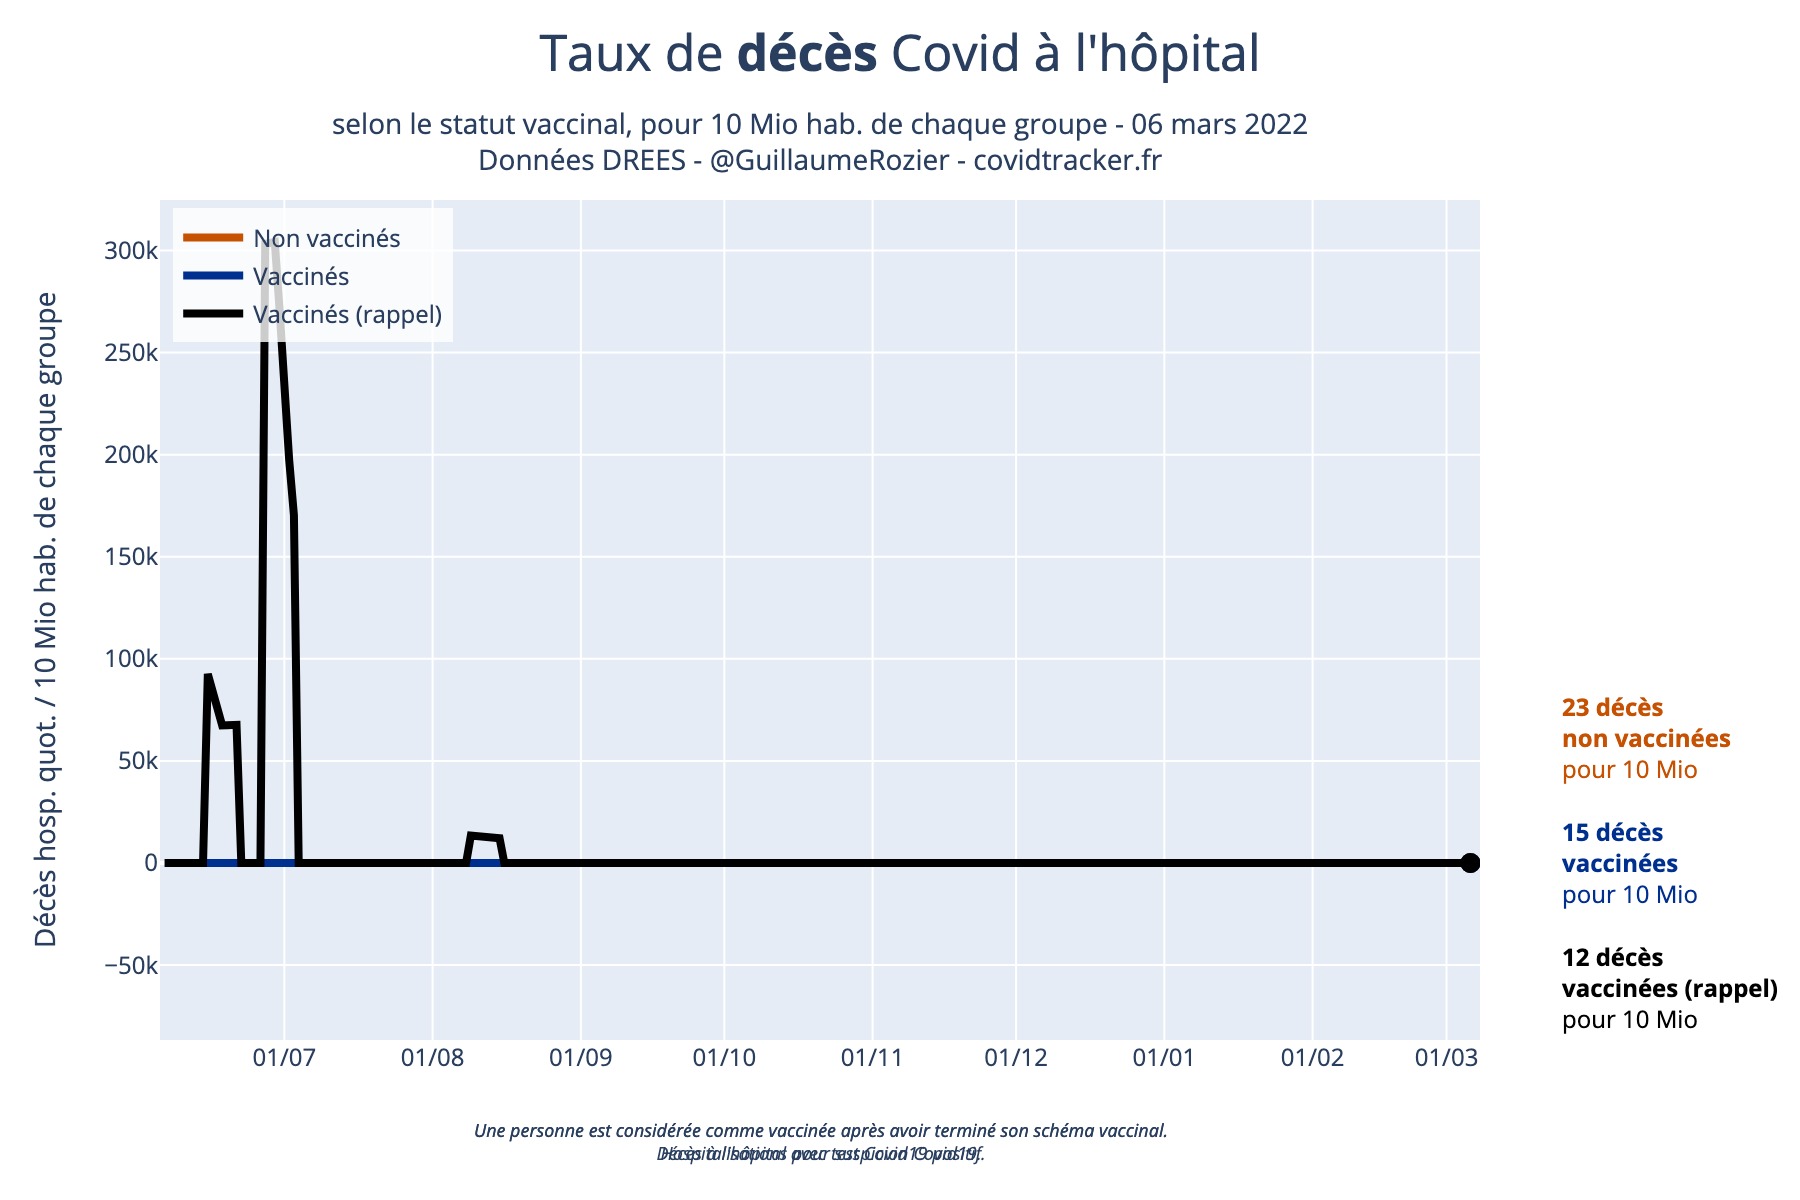 Taux de décès Covid à l'hôpital
selon le statut vaccinal, pour 10 Mio hab. de chaque groupe - 06 mars 2022
Données DREES - @GuillaumeRozier - covidtracker.fr
Non vaccinés
Vaccinés
Vaccinés (rappel)
Décès hosp. quot. / 10 Mio hab. de chaque groupe
300k
250k
200k
150k
100k
50k
0
−50k
01/07
01/08
01/09
01/10
01/11
01/12
01/01
01/02
01/03
23 décès
non vaccinées
pour 10 Mio
15 décès
vaccinées
pour 10 Mio
12 décès
vaccinées (rappel)
pour 10 Mio
Une personne est considérée comme vaccinée après avoir terminé son schéma vaccinal.